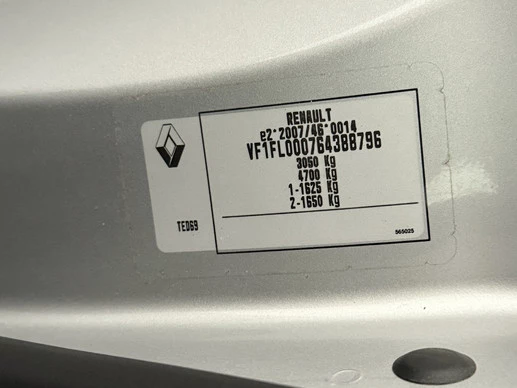 RENAULT
e2*2007/46*0014
VF1FL000764388796
3050 Kg
4700 Kg
1-1625 Kg
2-1650 Kg
TED69
565025